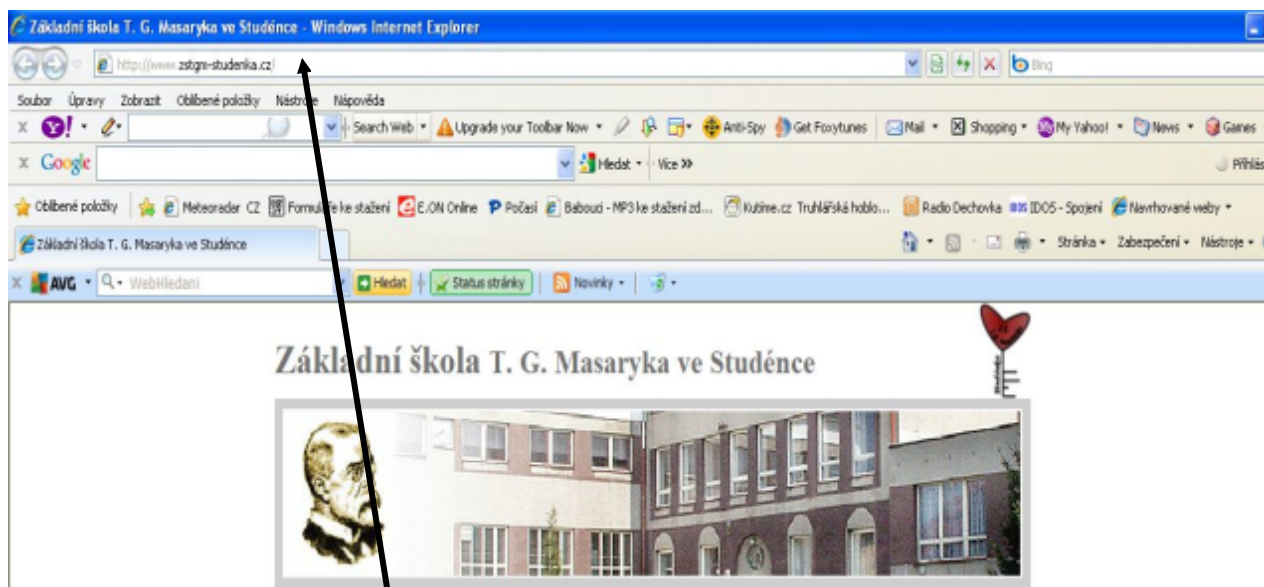 Základní škola T. G. Masaryka ve Studénce - Windows Internet Explorer
http://www.zstgm-studenka.cz/
Bing
Soubor Úpravy Zobrazit Oblíbené položky Nástroje Nápověda
x Y! Search Web Upgrade your Toolbar Now Anti-Spy Get Foxytunes Mail Shopping My Yahoo! News Games
x Google Hledat Více »
Oblíbené položky Meteoradar CZ Formuláře ke stažení E.ON Online Počasí Babouci - MP3 ke stažení zd... Kutime.cz Truhlářská hoblo... Radio Dechovka IDOS - Spojení Navrhované weby
Základní škola T. G. Masaryka ve Studénce Stránka Zabezpečení Nástroje
x AVG WebHledani Hledat Status stránky Novinky
Základní škola T. G. Masaryka ve Studénce